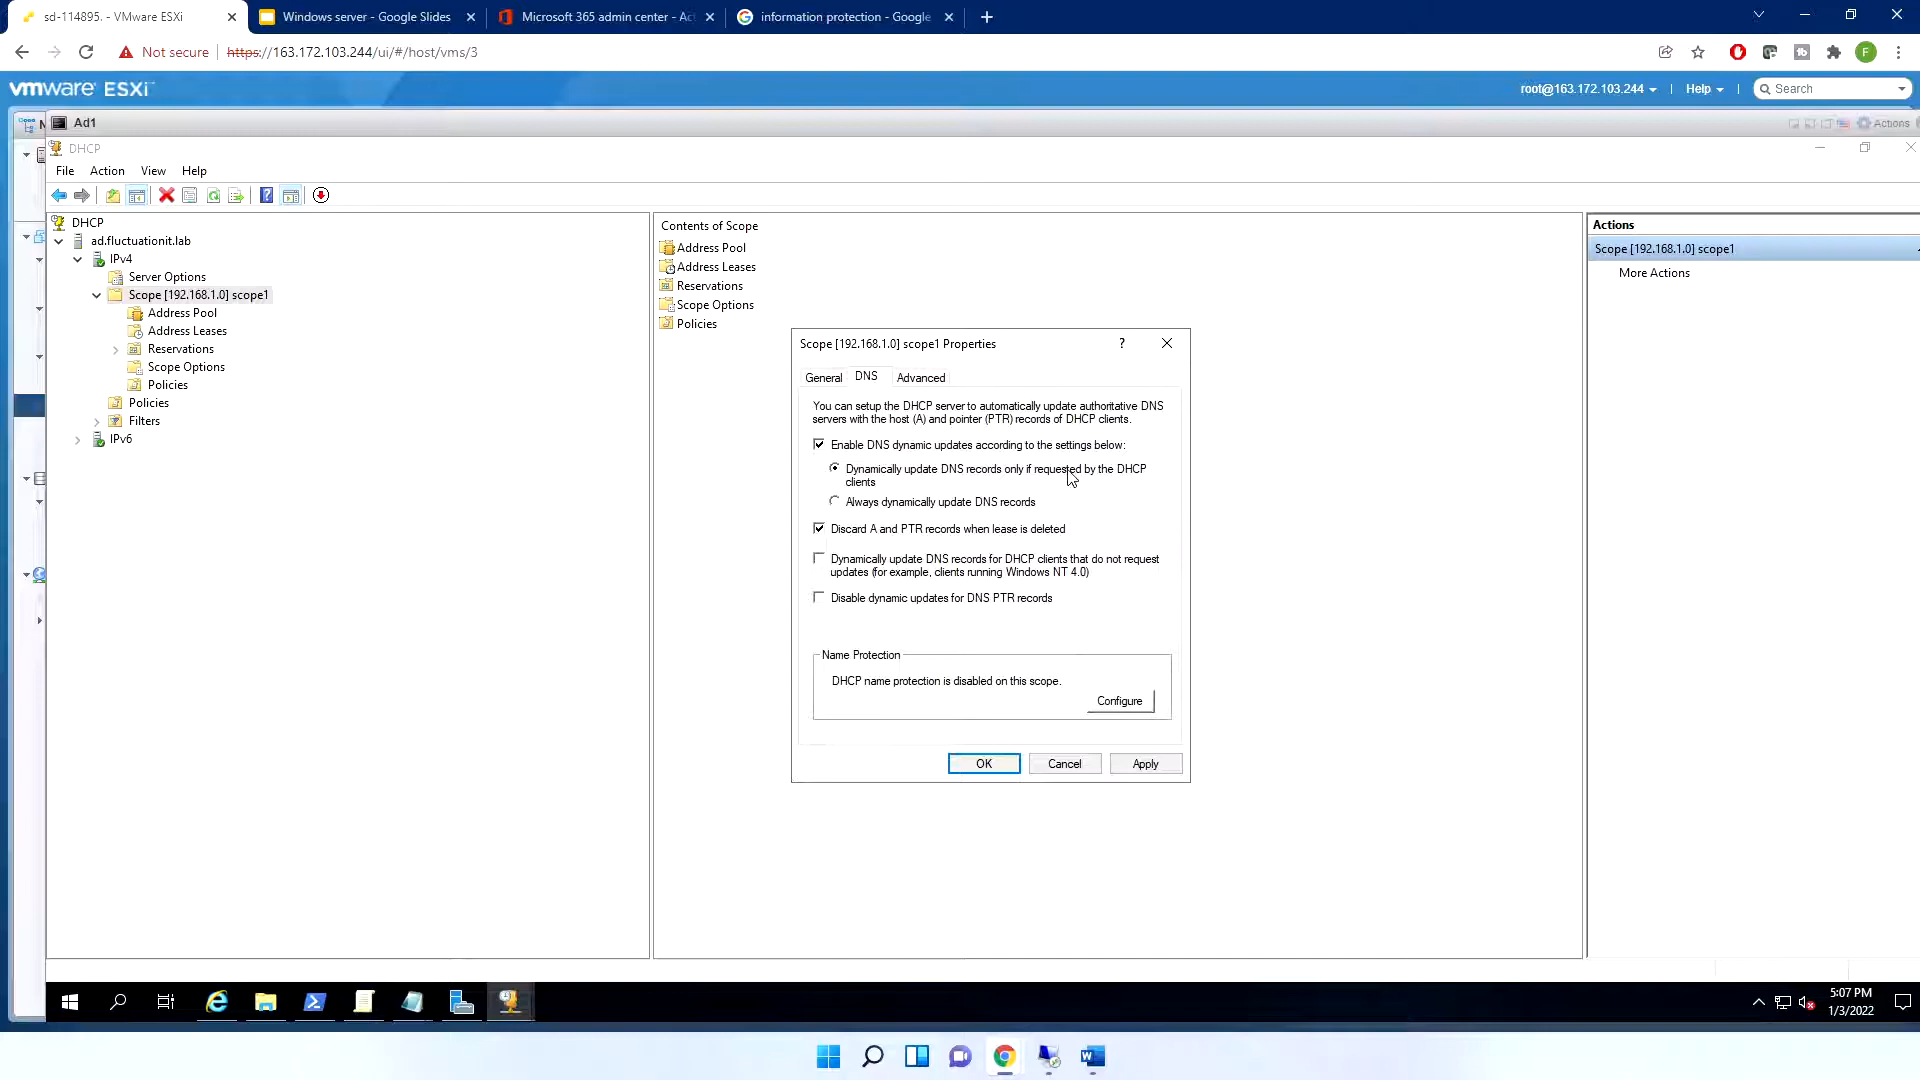 sd-114895. - VMware ESXi
Windows server - Google Slides
Microsoft 365 admin center - Ac
information protection - Google
Not secure
https://163.172.103.244/ui/#/host/vms/3
F
vmware ESXi
root@163.172.103.244
Help
Search
Ad1
Actions
DHCP
File Action View Help
DHCP
ad.fluctuationit.lab
IPv4
Server Options
Scope [192.168.1.0] scope1
Address Pool
Address Leases
Reservations
Scope Options
Policies
Policies
Filters
IPv6
Contents of Scope
Address Pool
Address Leases
Reservations
Scope Options
Policies
Actions
Scope [192.168.1.0] scope1
More Actions
Scope [192.168.1.0] scope1 Properties
?
General DNS Advanced
You can setup the DHCP server to automatically update authoritative DNS
servers with the host (A) and pointer (PTR) records of DHCP clients.
Enable DNS dynamic updates according to the settings below:
Dynamically update DNS records only if requested by the DHCP
clients
Always dynamically update DNS records
Discard A and PTR records when lease is deleted
Dynamically update DNS records for DHCP clients that do not request
updates (for example, clients running Windows NT 4.0)
Disable dynamic updates for DNS PTR records
Name Protection
DHCP name protection is disabled on this scope.
Configure
OK Cancel Apply
5:07 PM
1/3/2022